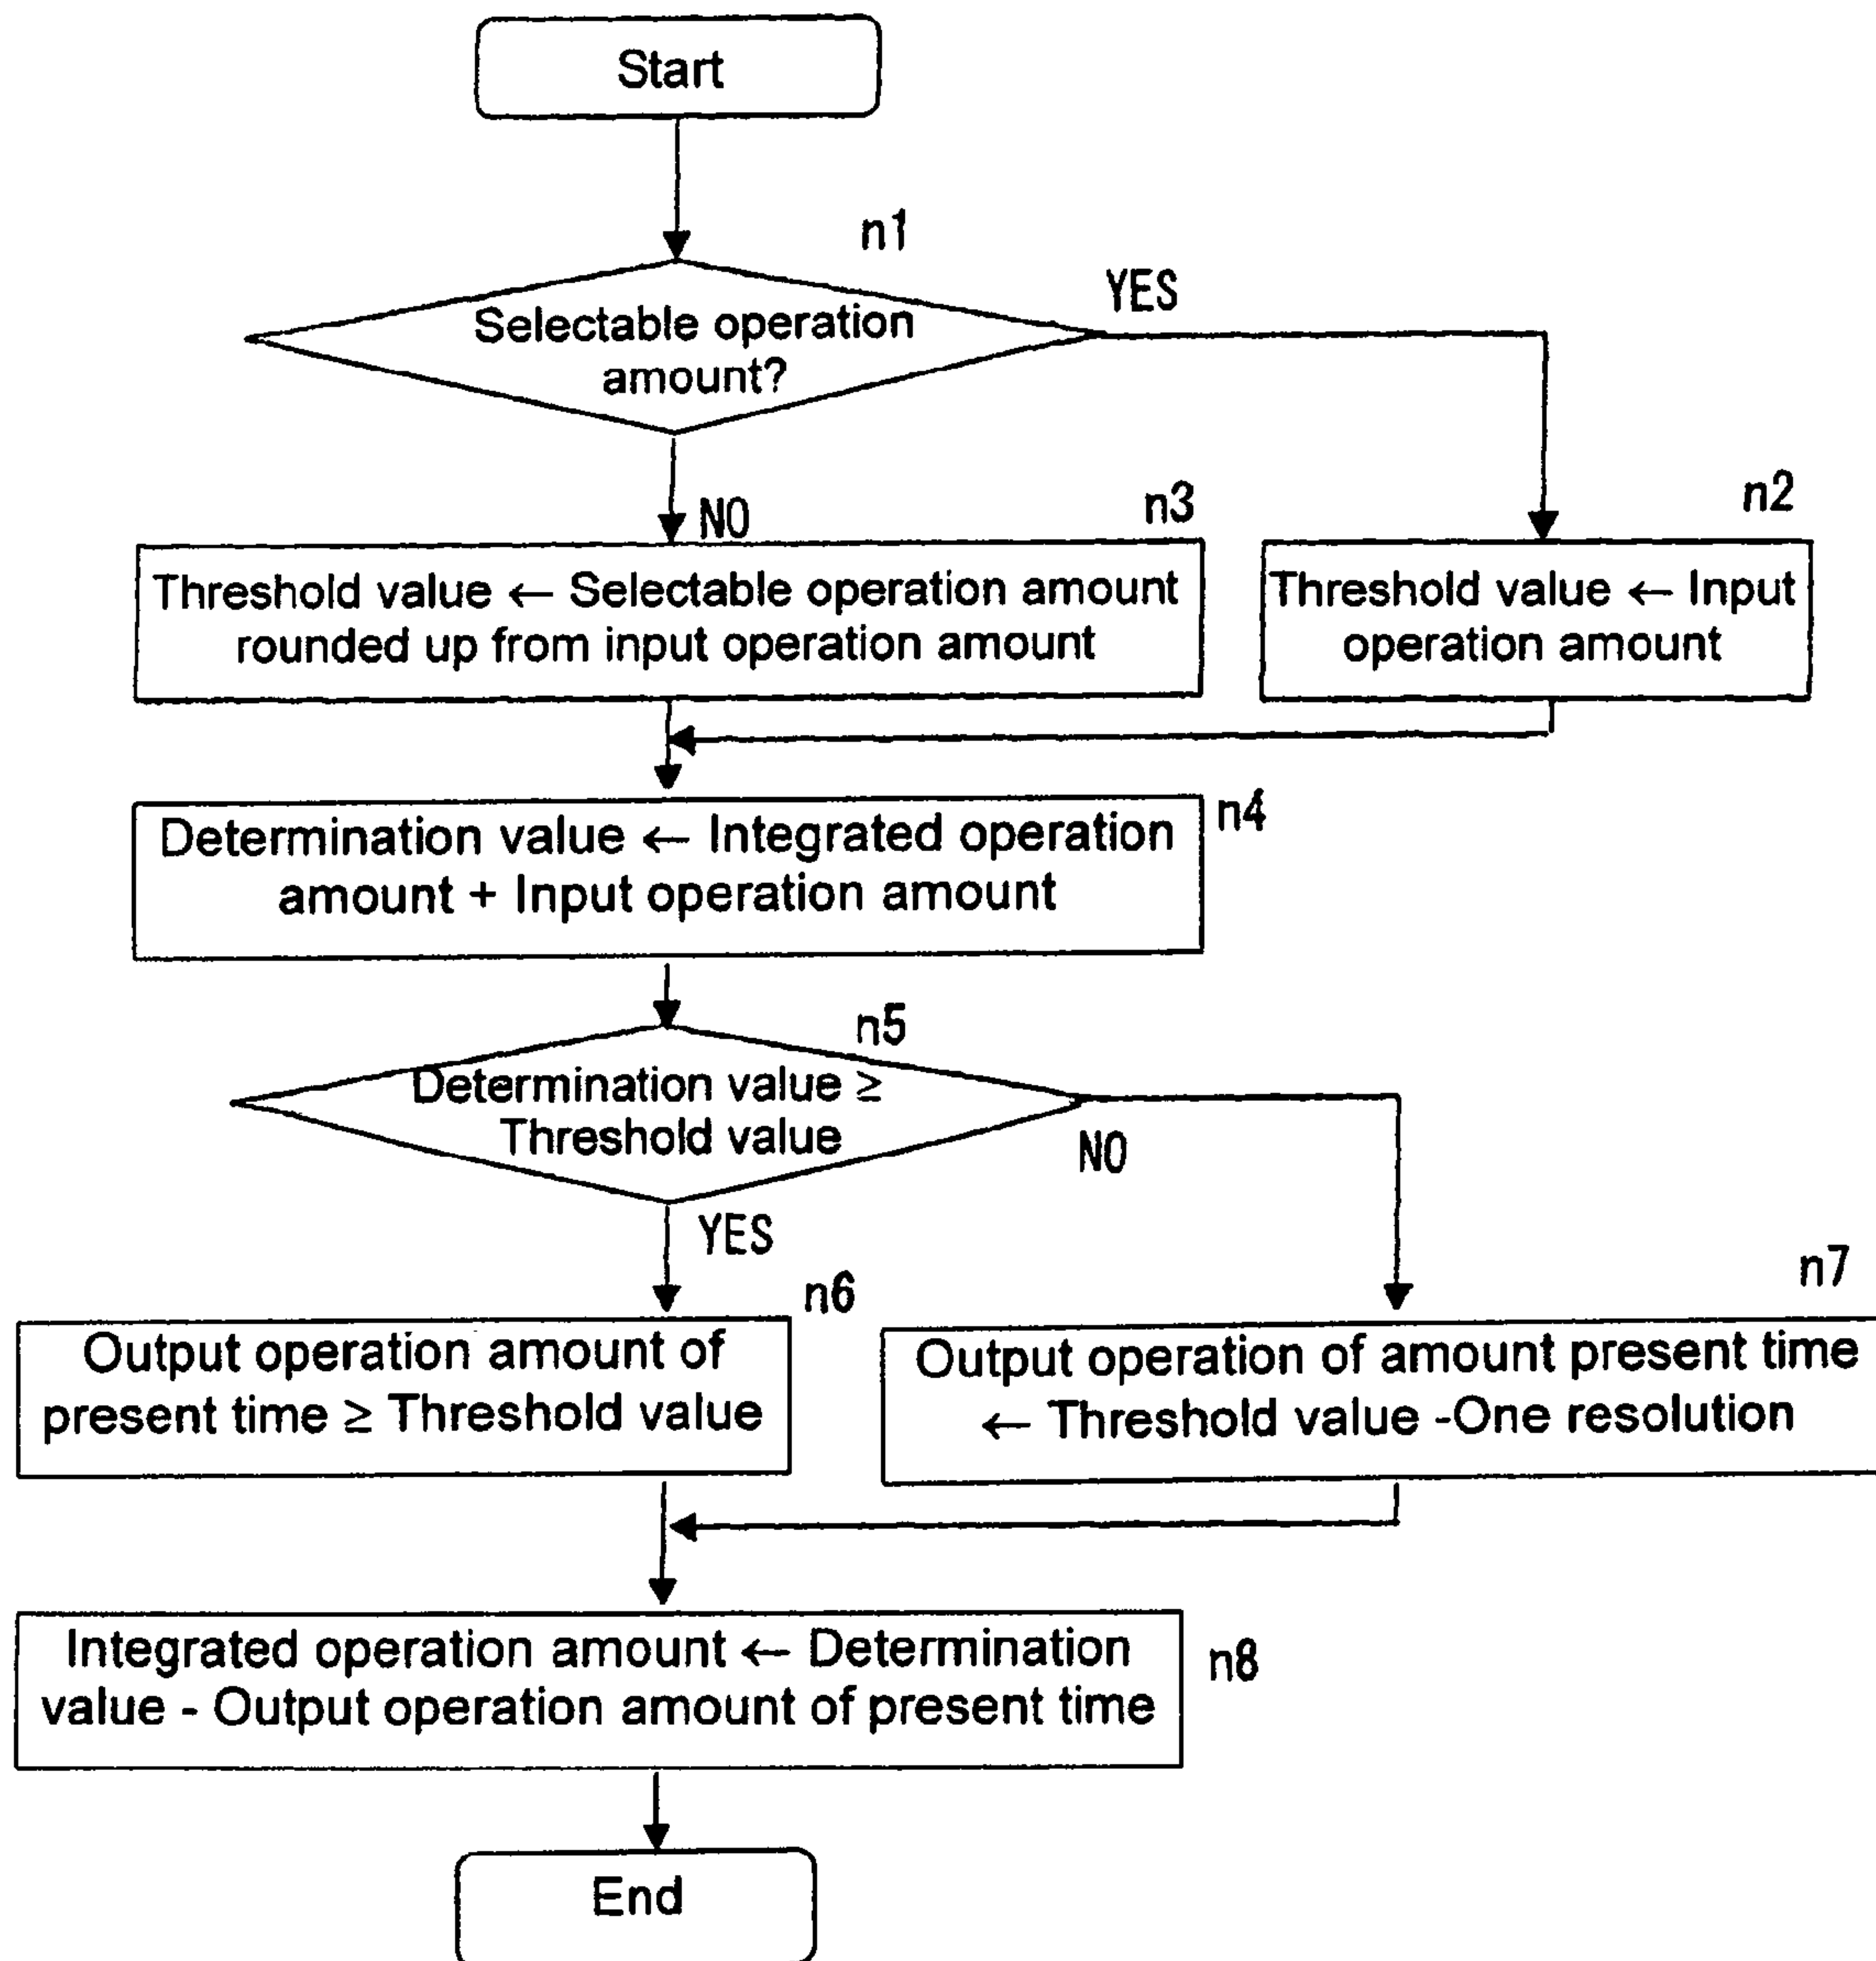 Start
n1
YES
Selectable operation
amount?
NO
n3
n2
Threshold value ← Selectable operation amount
rounded up from input operation amount
Threshold value ← Input
operation amount
n4
Determination value ← Integrated operation
amount + Input operation amount
n5
Determination value ≥
Threshold value
NO
YES
n6
n7
Output operation amount of
present time ≥ Threshold value
Output operation of amount present time
← Threshold value -One resolution
Integrated operation amount ← Determination
value - Output operation amount of present time
n8
End